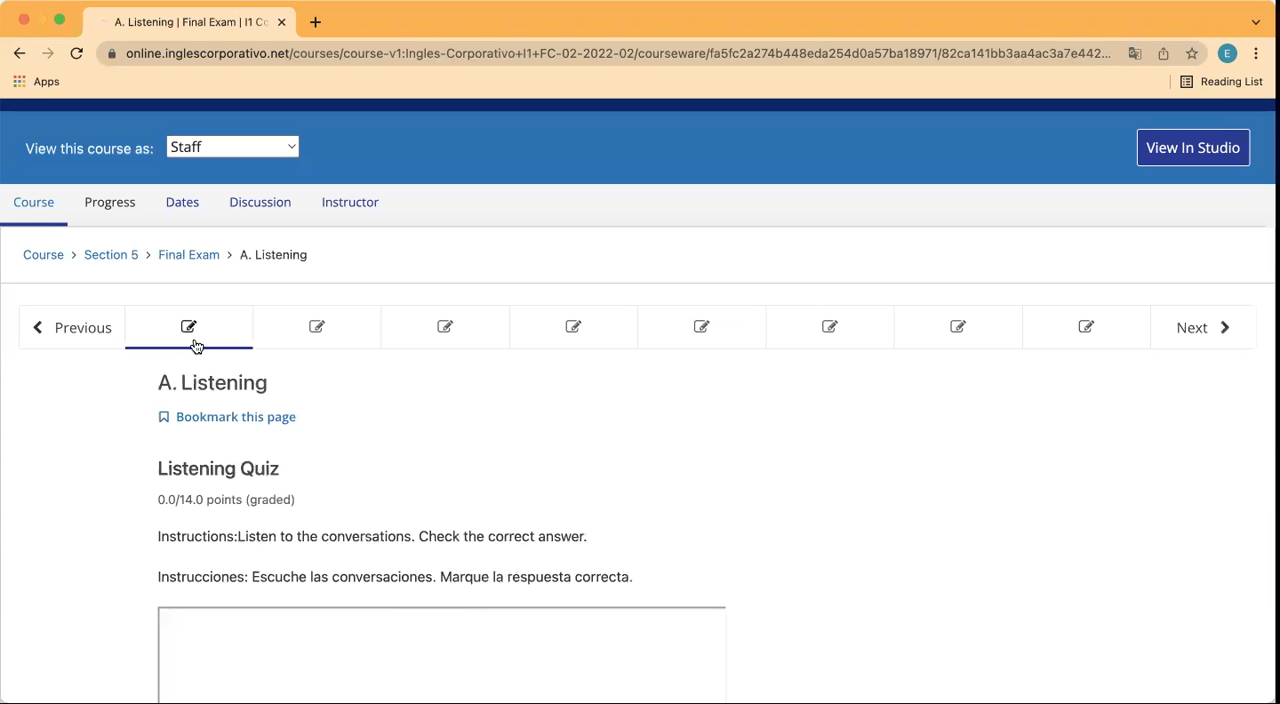 A. Listening | Final Exam | I1 Co
online.inglescorporativo.net/courses/course-v1:Ingles-Corporativo+I1+FC-02-2022-02/courseware/fa5fc2a274b448eda254d0a57ba18971/82ca141bb3aa4ac3a7e442...
E
Apps
Reading List
View this course as:
Staff
View In Studio
Course
Progress
Dates
Discussion
Instructor
Course > Section 5 > Final Exam > A. Listening
Previous
Next
A. Listening
Bookmark this page
Listening Quiz
0.0/14.0 points (graded)
Instructions:Listen to the conversations. Check the correct answer.
Instrucciones: Escuche las conversaciones. Marque la respuesta correcta.